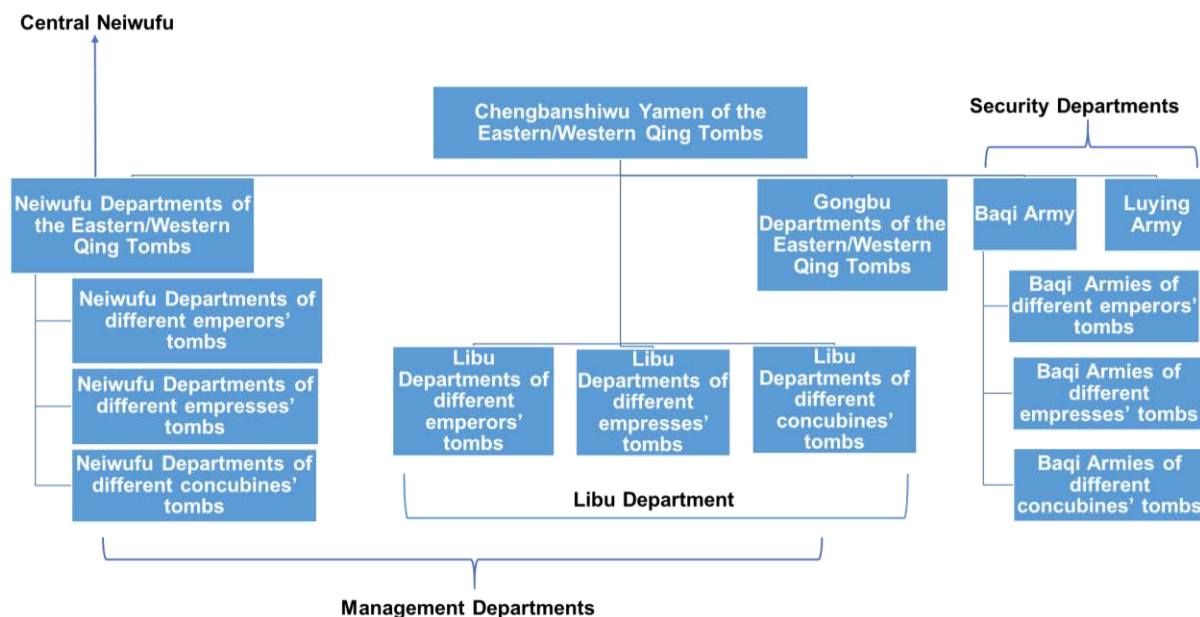 Central Neiwufu
Chengbanshiwu Yamen of the
Eastern/Western Qing Tombs
Security Departments
Neiwufu Departments of
the Eastern/Western
Qing Tombs
Gongbu
Departments of the
Eastern/Western
Qing Tombs
Baqi Army
Luying
Army
Neiwufu Departments of
different emperors’
tombs
Neiwufu Departments of
different empresses’
tombs
Neiwufu Departments of
different concubines’
tombs
Libu
Departments of
different
emperors’
tombs
Libu
Departments of
different
empresses’
tombs
Libu
Departments of
different
concubines’
tombs
Baqi Armies of
different emperors’
tombs
Baqi Armies of
different
empresses’ tombs
Baqi Armies of
different
concubines’ tombs
Libu Department
Management Departments